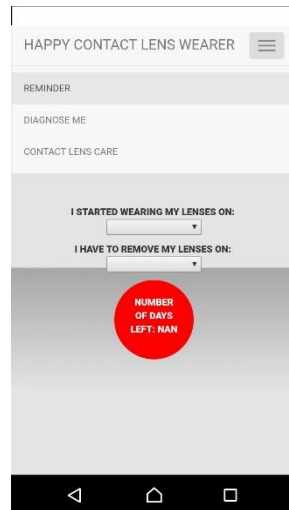 HAPPY CONTACT LENS WEARER
REMINDER
DIAGNOSE ME
CONTACT LENS CARE
I STARTED WEARING MY LENSES ON:
I HAVE TO REMOVE MY LENSES ON:
NUMBER
OF DAYS
LEFT: NAN